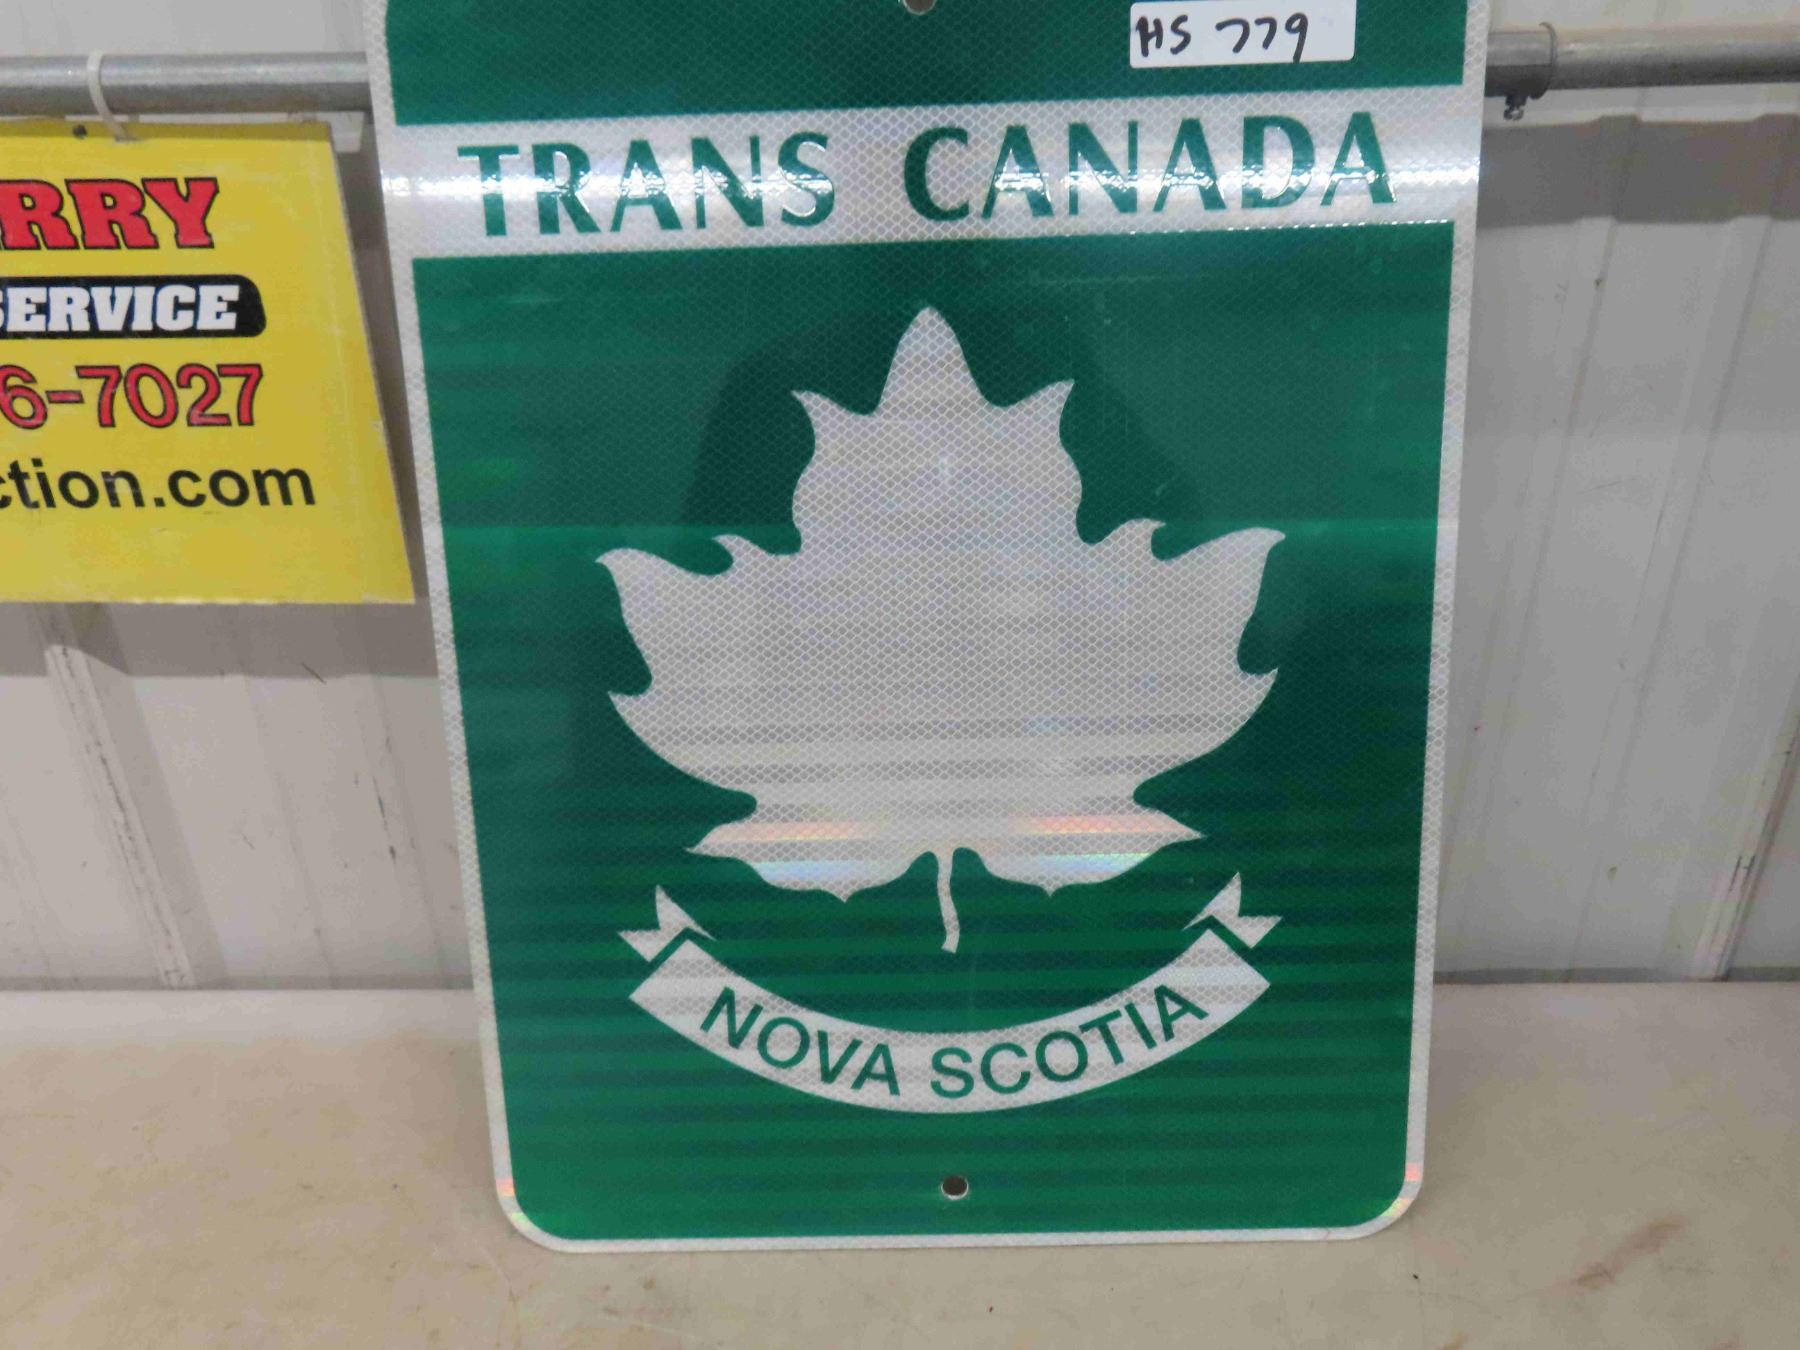 HS 779
TRANS CANADA
NOVA SCOTIA
RRY
SERVICE
6-7027
ction.com